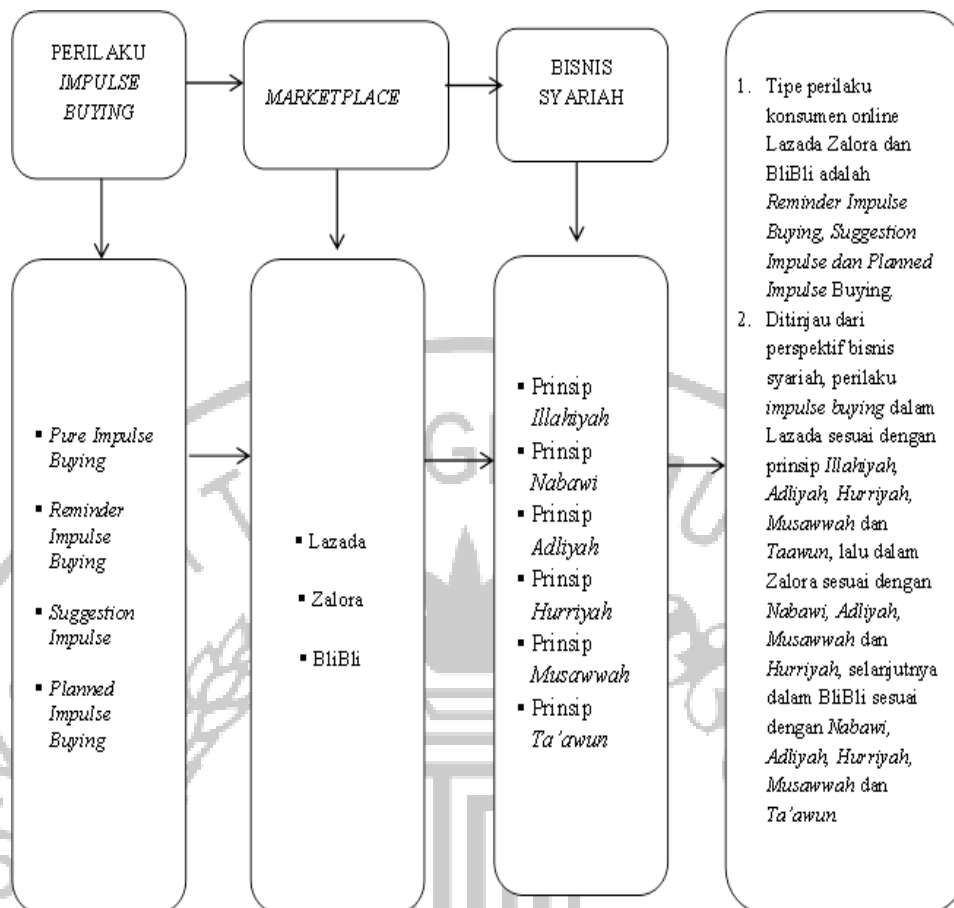 PERILAKU
IMPULSE
BUYING
MARKETPLACE
BISNIS
SYARIAH
▪ Pure Impulse
Buying
▪ Reminder
Impulse
Buying
▪ Suggestion
Impulse
▪ Planned
Impulse
Buying
▪ Lazada
▪ Zalora
▪ BliBli
▪ Prinsip
Illahiyah
▪ Prinsip
Nabawi
▪ Prinsip
Adliyah
▪ Prinsip
Hurriyah
▪ Prinsip
Musawwah
▪ Prinsip
Ta’awun
1. Tipe perilaku
konsumen online
Lazada Zalora dan
BliBli adalah
Reminder Impulse
Buying, Suggestion
Impulse dan Planned
Impulse Buying.
2. Ditinjau dari
perspektif bisnis
syariah, perilaku
impulse buying dalam
Lazada sesuai dengan
prinsip Illahiyah,
Adliyah, Hurriyah,
Musawwah dan
Taawun, lalu dalam
Zalora sesuai dengan
Nabawi, Adliyah,
Musawwah dan
Hurriyah, selanjutnya
dalam BliBli sesuai
dengan Nabawi,
Adliyah, Hurriyah,
Musawwah dan
Ta’awun